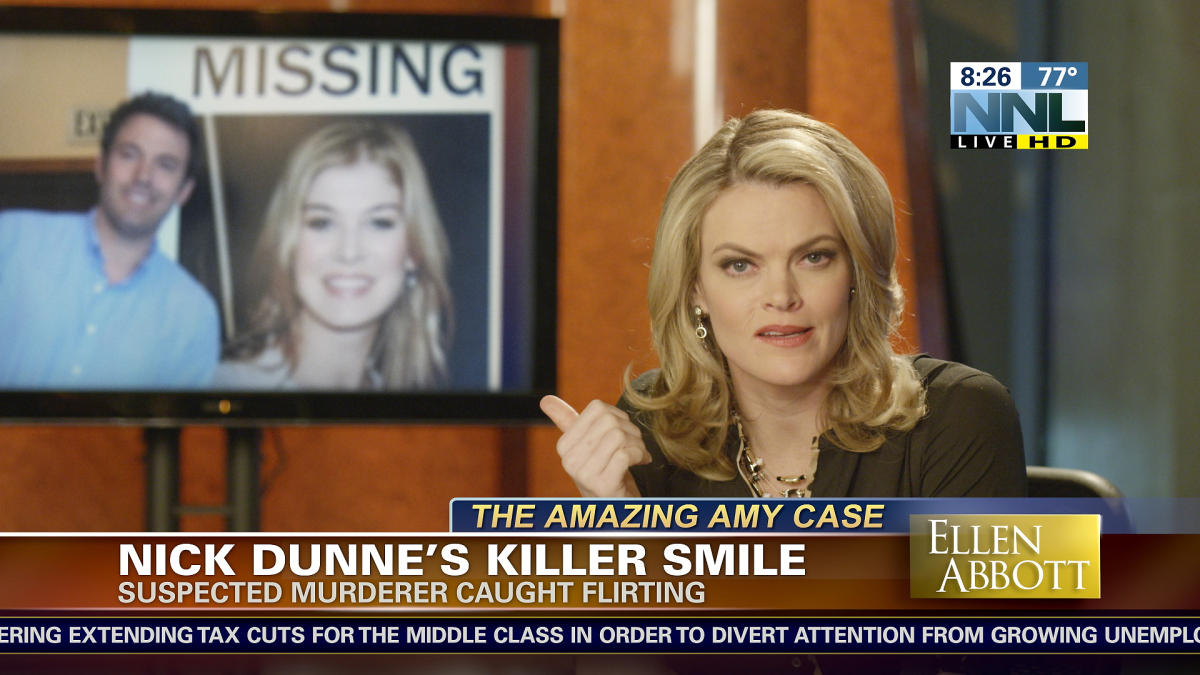 MISSING
8:26 77°
NNL
LIVE HD
THE AMAZING AMY CASE
NICK DUNNE'S KILLER SMILE
SUSPECTED MURDERER CAUGHT FLIRTING
ELLEN
ABBOTT
ERING EXTENDING TAX CUTS FOR THE MIDDLE CLASS IN ORDER TO DIVERT ATTENTION FROM GROWING UNEMPLO